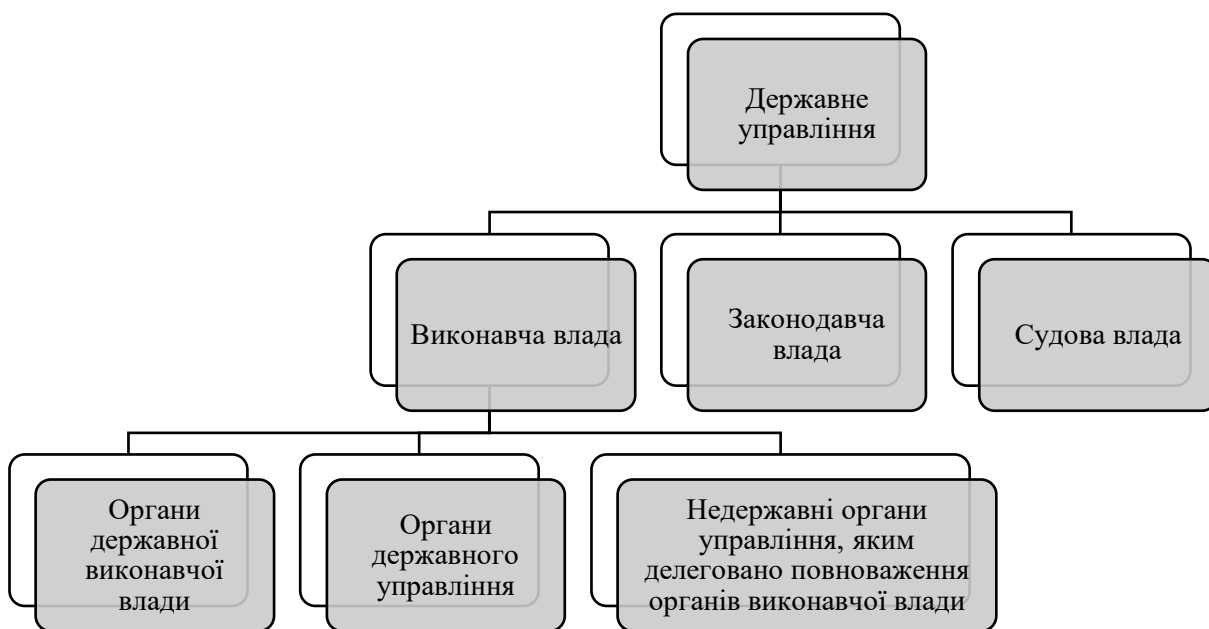 Державне
управління
Виконавча влада
Законодавча
влада
Судова влада
Органи
державної
виконавчої
влади
Органи
державного
управління
Недержавні органи
управління, яким
делеговано повноваження
органів виконавчої влади